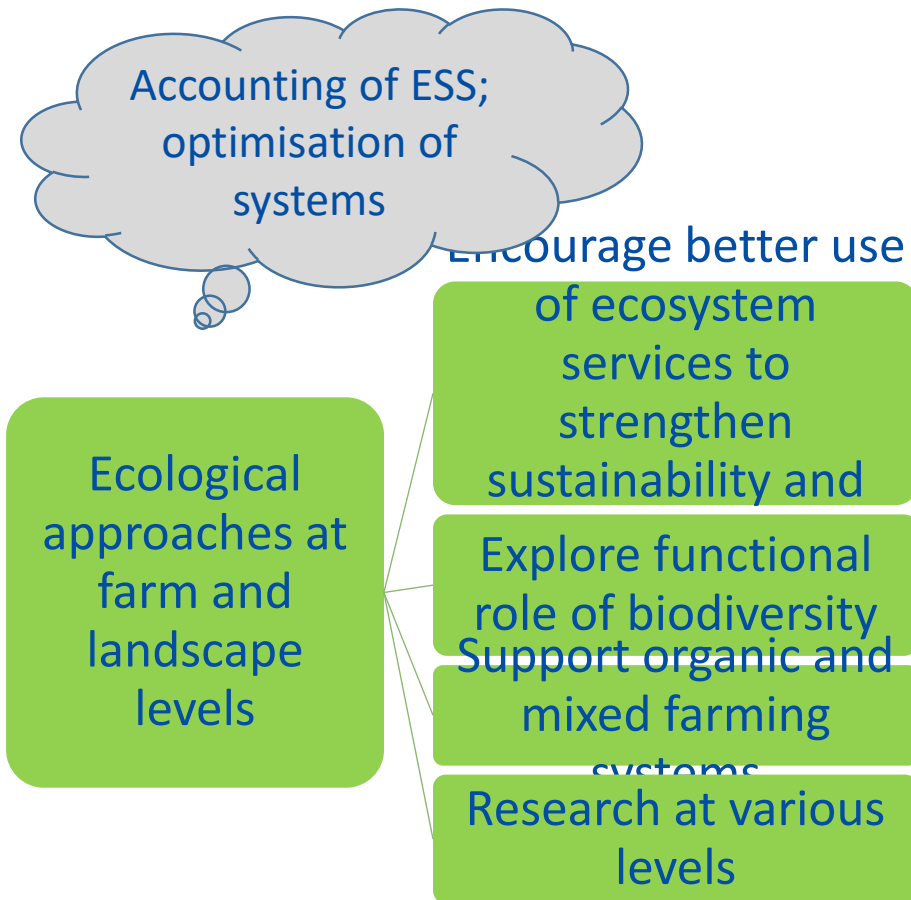 Accounting of ESS;
optimisation of
systems
Encourage better use
of ecosystem
services to
strengthen
sustainability and
Ecological
approaches at
farm and
landscape
levels
Explore functional
role of biodiversity
Support organic and
mixed farming
systems
Research at various
levels